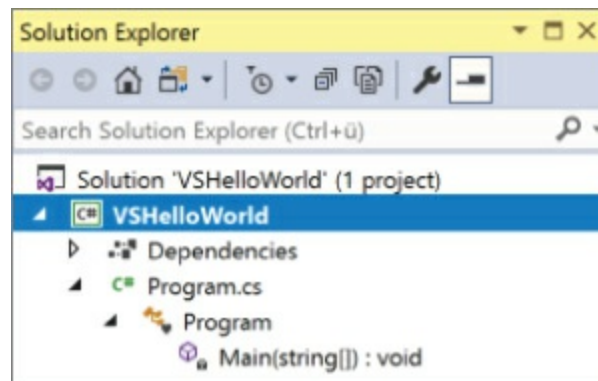 Solution Explorer
Search Solution Explorer (Ctrl+ü)
Solution 'VSHelloWorld' (1 project)
C# VSHelloWorld
Dependencies
C# Program.cs
Program
Main(string[]) : void